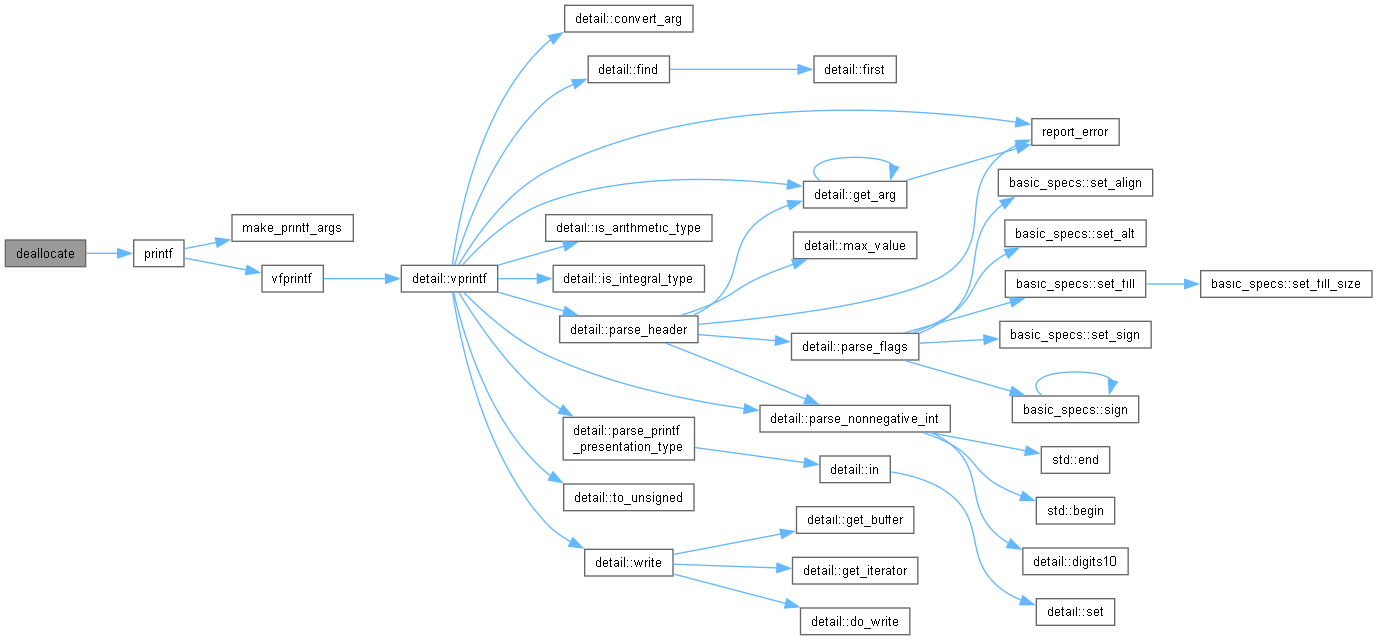 detail::convert_arg
detail::find
detail::first
report_error
basic_specs::set_align
detail::get_arg
make_printf_args
detail::is_arithmetic_type
basic_specs::set_alt
detail::max_value
deallocate
printf
vfprintf
detail::vprintf
detail::is_integral_type
basic_specs::set_fill
basic_specs::set_fill_size
detail::parse_header
detail::parse_flags
basic_specs::set_sign
basic_specs::sign
detail::parse_nonnegative_int
detail::parse_printf
_presentation_type
std::end
detail::in
detail::to_unsigned
std::begin
detail::get_buffer
detail::write
detail::digits10
detail::get_iterator
detail::set
detail::do_write